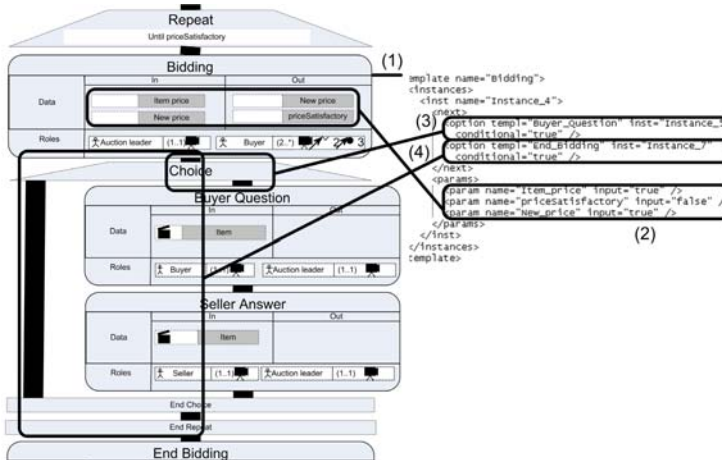 Repeat
Until priceSatisfactory
Bidding
In
Out
Data
Item price
New price
New price
priceSatisfactory
Roles
Auction leader
(1..1)
Buyer
(2..*)
2
3
Choice
Buyer Question
In
Out
Data
Item
Roles
Buyer
(1..1)
Auction leader
(1..1)
Seller Answer
In
Out
Data
Item
Roles
Seller
(1..1)
Auction leader
(1..1)
End Choice
End Repeat
End Bidding
(1)
emplate name="Bidding">
<instances>
<inst name="Instance_4">
<next>
(3)
<option templ="Buyer_Question" inst="Instance_5
conditional="true" />
(4)
<option templ="End_Bidding" inst="Instance_7"
conditional="true" />
</next>
<params>
<param name="Item_price" input="true" />
<param name="priceSatisfactory" input="false" /
<param name="New_price" input="true" />
</params>
(2)
</inst>
</instances>
template>